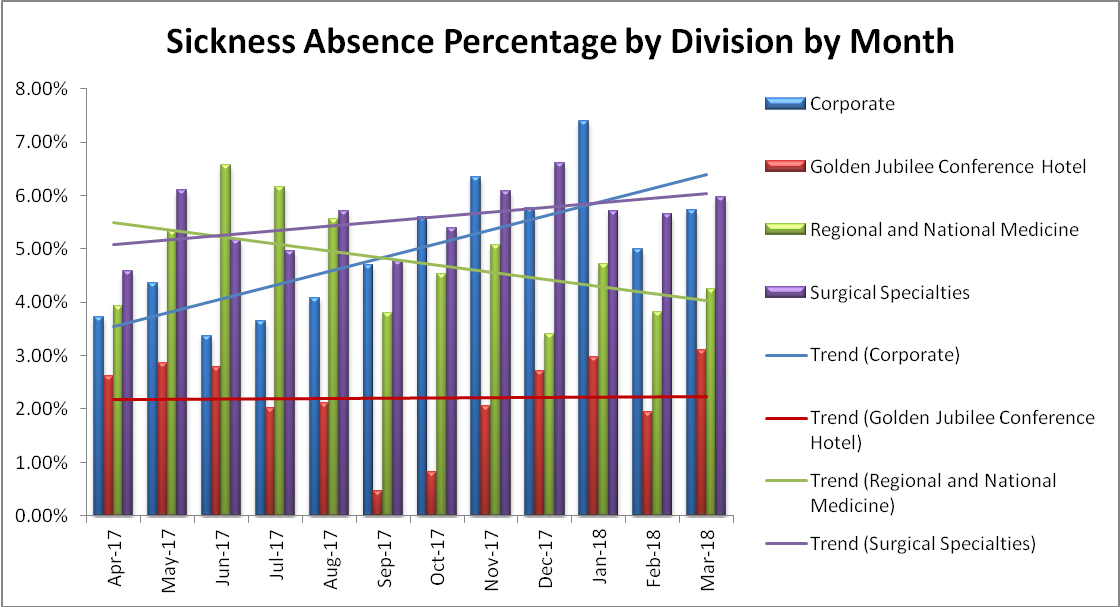 Sickness Absence Percentage by Division by Month
8.00%
7.00%
6.00%
5.00%
4.00%
3.00%
2.00%
1.00%
0.00%
Apr-17
May-17
Jun-17
Jul-17
Aug-17
Sep-17
Oct-17
Nov-17
Dec-17
Jan-18
Feb-18
Mar-18
Corporate
Golden Jubilee Conference Hotel
Regional and National Medicine
Surgical Specialties
Trend (Corporate)
Trend (Golden Jubilee Conference
Hotel)
Trend (Regional and National
Medicine)
Trend (Surgical Specialties)